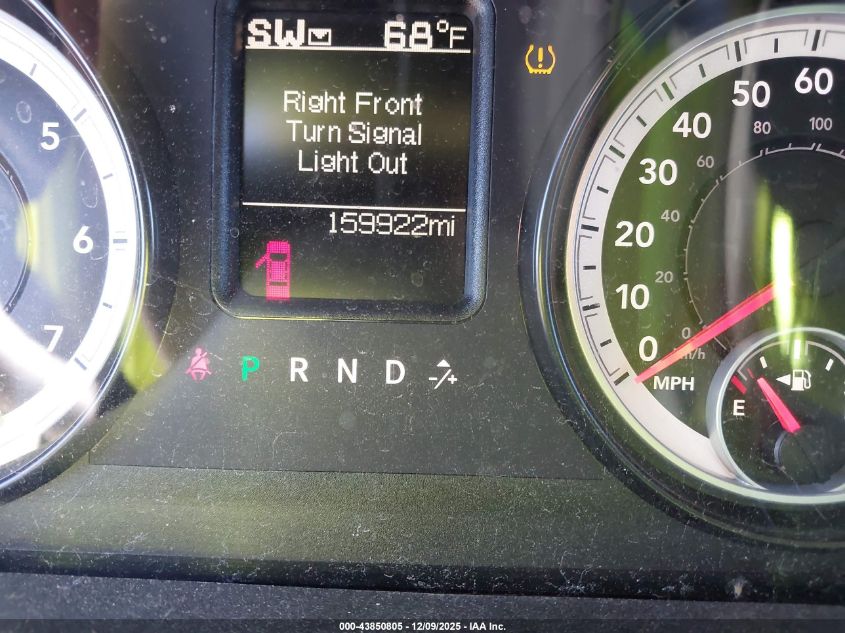 SW 68°F
Right Front
Turn Signal
Light Out
159922mi
P R N D -/+
5
6
7
60
50
40
30
20
10
0
MPH
100
80
60
40
20
0
km/h
E
000-43850805 - 12/09/2025 - IAA Inc.